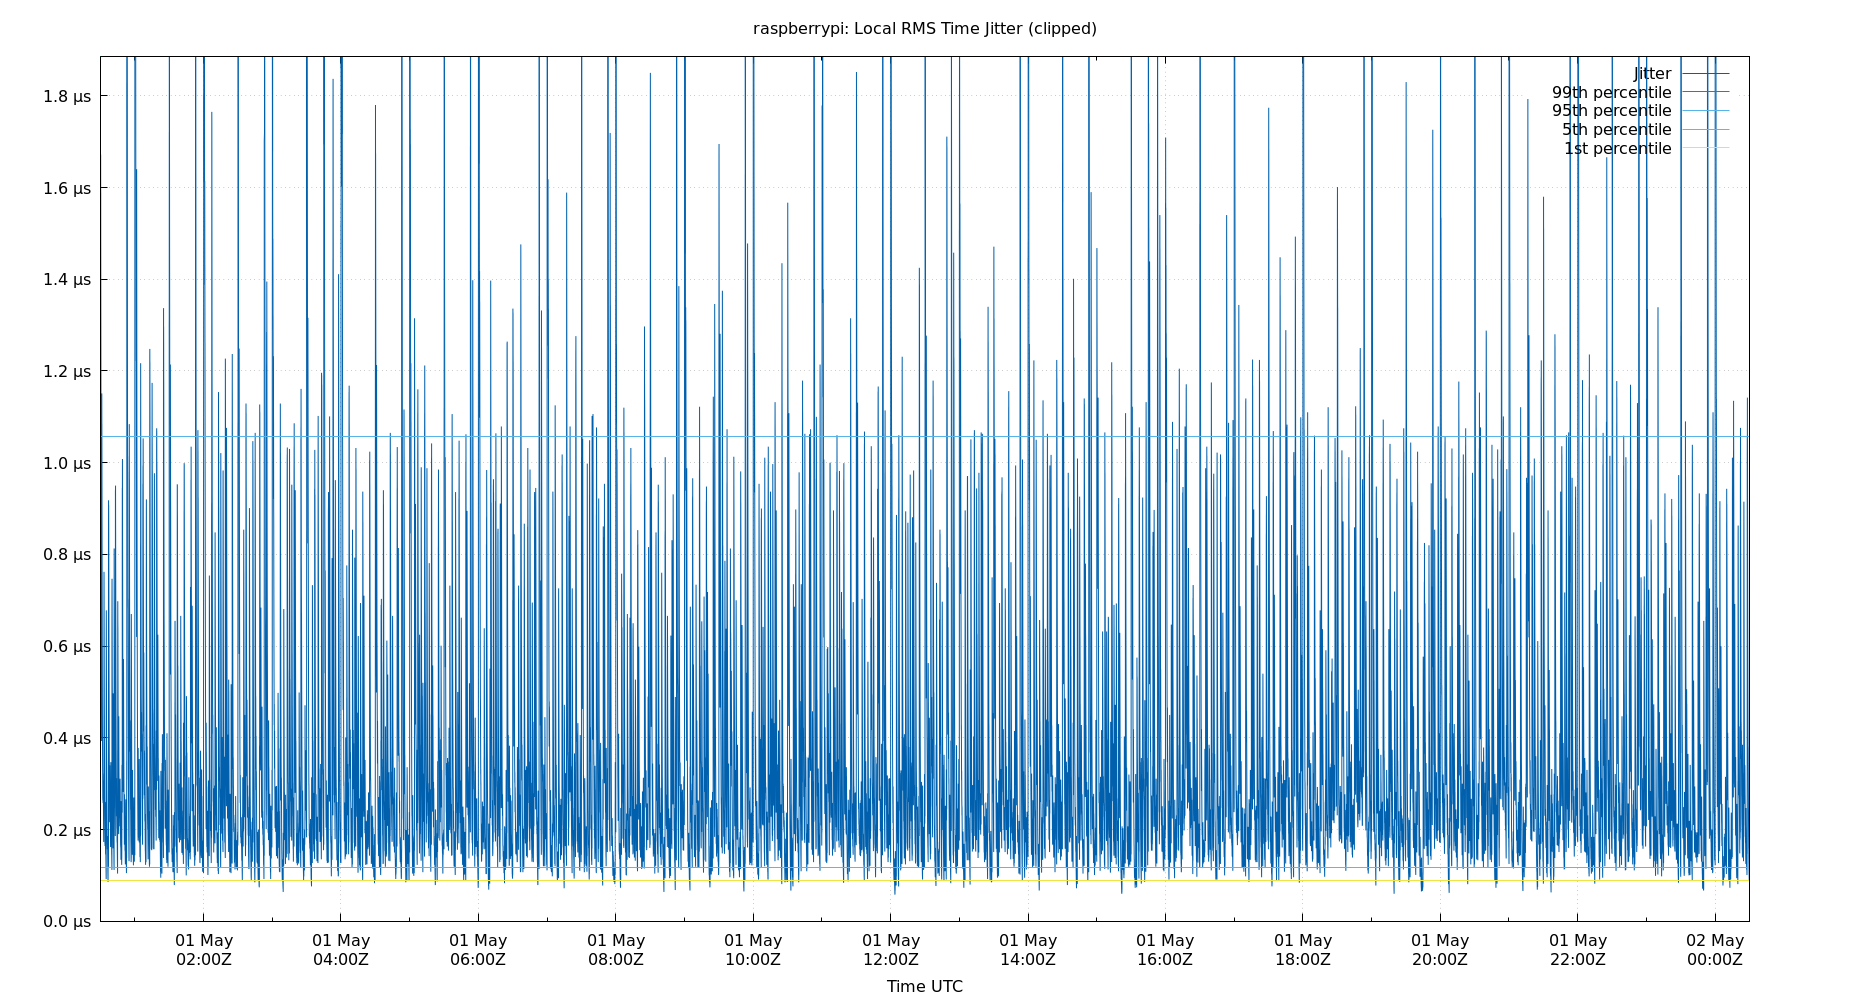 raspberrypi: Local RMS Time Jitter (clipped)
Jitter
99th percentile
95th percentile
5th percentile
1st percentile
1.8 µs
1.6 µs
1.4 µs
1.2 µs
1.0 µs
0.8 µs
0.6 µs
0.4 µs
0.2 µs
0.0 µs
01 May 01 May 01 May 01 May 01 May 01 May 01 May 01 May 01 May 01 May 01 May 02 May
02:00Z 04:00Z 06:00Z 08:00Z 10:00Z 12:00Z 14:00Z 16:00Z 18:00Z 20:00Z 22:00Z 00:00Z
Time UTC